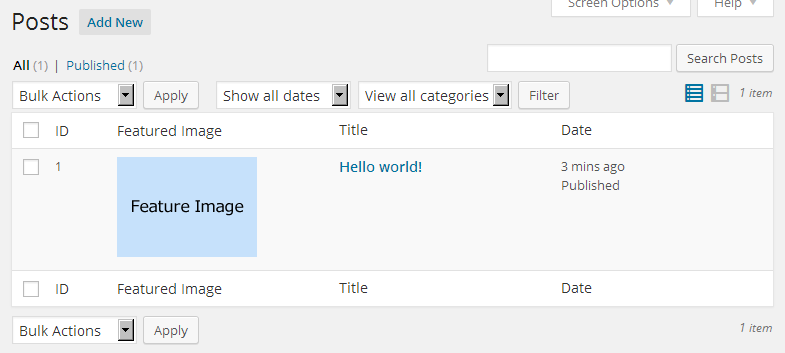 Screen Options Help
Posts Add New
All (1) | Published (1)
Search Posts
Bulk Actions Apply Show all dates View all categories Filter 1 item
ID Featured Image Title Date
1 Hello world! 3 mins ago
Published
Feature Image
ID Featured Image Title Date
Bulk Actions Apply 1 item